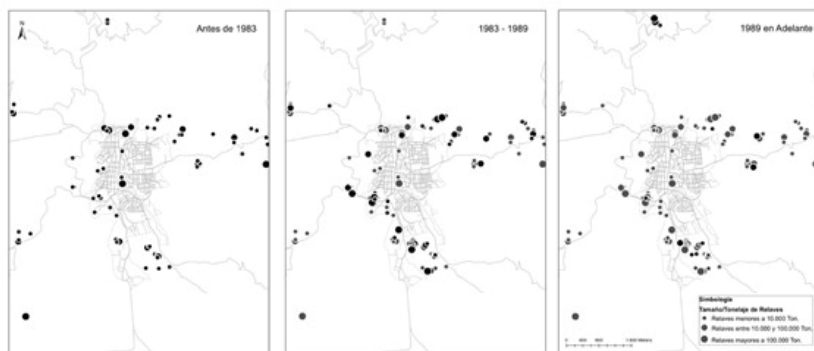 N
Antes de 1983
1983 - 1989
1989 en Adelante
Simbología
Tamaño/Tonelaje de Relaves
Relaves menores a 10.000 Ton.
Relaves entre 10.000 y 100.000 Ton.
Relaves mayores a 100.000 Ton.